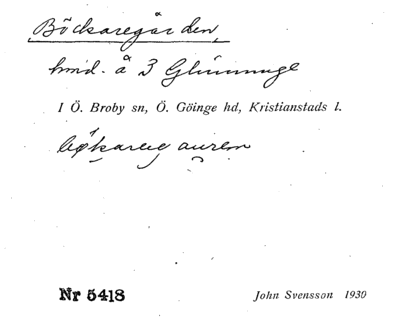 Böckaregården,
hmd. å 3 Glimminge
I Ö. Broby sn, Ö. Göinge hd, Kristianstads l.
Nr 5418
John Svensson 1930